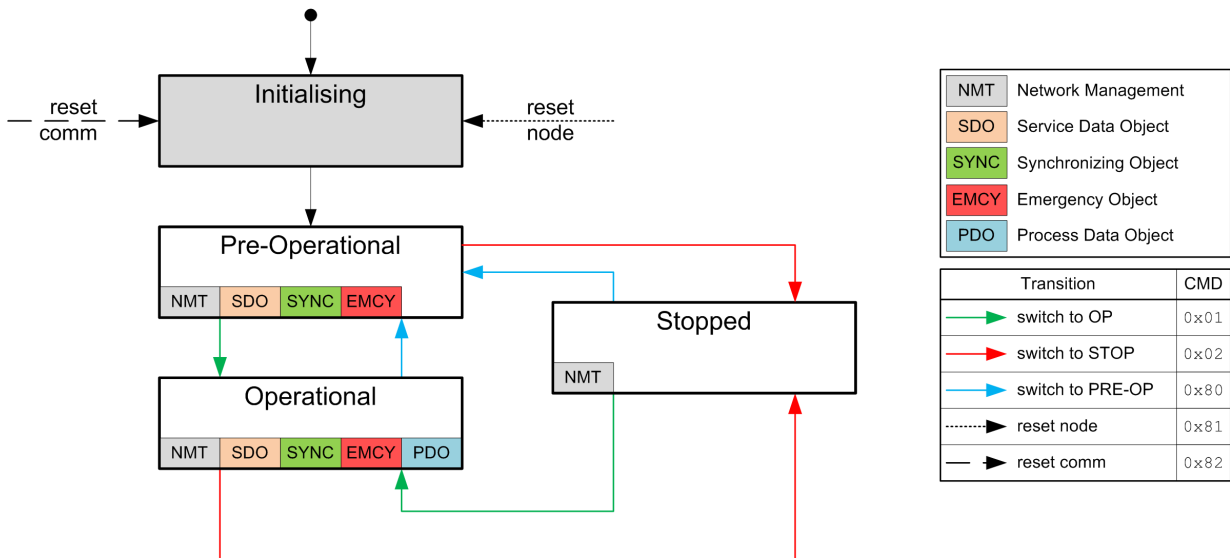 Initialising
reset
comm
reset
node
Pre-Operational
NMT SDO SYNC EMCY
Stopped
NMT
Operational
NMT SDO SYNC EMCY PDO
NMT Network Management
SDO Service Data Object
SYNC Synchronizing Object
EMCY Emergency Object
PDO Process Data Object
Transition CMD
switch to OP 0x01
switch to STOP 0x02
switch to PRE-OP 0x80
reset node 0x81
reset comm 0x82